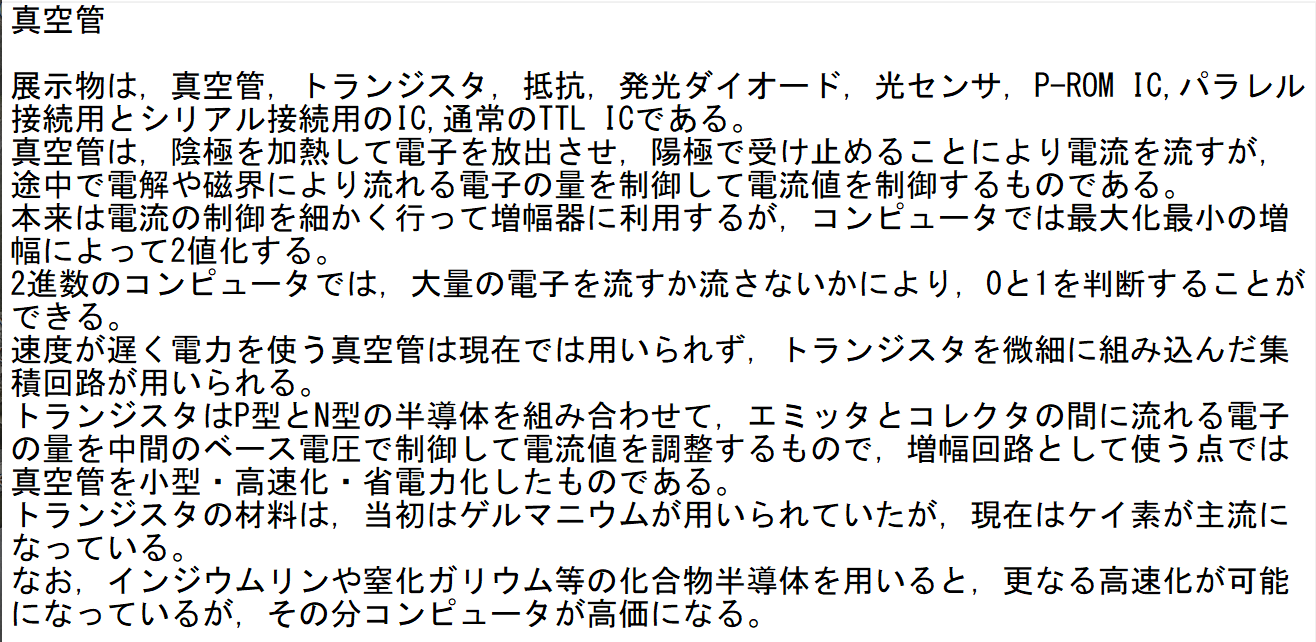 真空管
展示物は，真空管，トランジスタ，抵抗，発光ダイオード，光センサ，P-ROM IC,パラレル
接続用とシリアル接続用のIC,通常のTTL ICである。
真空管は，陰極を加熱して電子を放出させ，陽極で受け止めることにより電流を流すが，
途中で電解や磁界により流れる電子の量を制御して電流値を制御するものである。
本来は電流の制御を細かく行って増幅器に利用するが，コンピュータでは最大化最小の増
幅によって2値化する。
2進数のコンピュータでは，大量の電子を流すか流さないかにより，0と1を判断することが
できる。
速度が遅く電力を使う真空管は現在では用いられず，トランジスタを微細に組み込んだ集
積回路が用いられる。
トランジスタはP型とN型の半導体を組み合わせて，エミッタとコレクタの間に流れる電子
の量を中間のベース電圧で制御して電流値を調整するもので，増幅回路として使う点では
真空管を小型・高速化・省電力化したものである。
トランジスタの材料は，当初はゲルマニウムが用いられていたが，現在はケイ素が主流に
なっている。
なお，インジウムリンや窒化ガリウム等の化合物半導体を用いると，更なる高速化が可能
になっているが，その分コンピュータが高価になる。